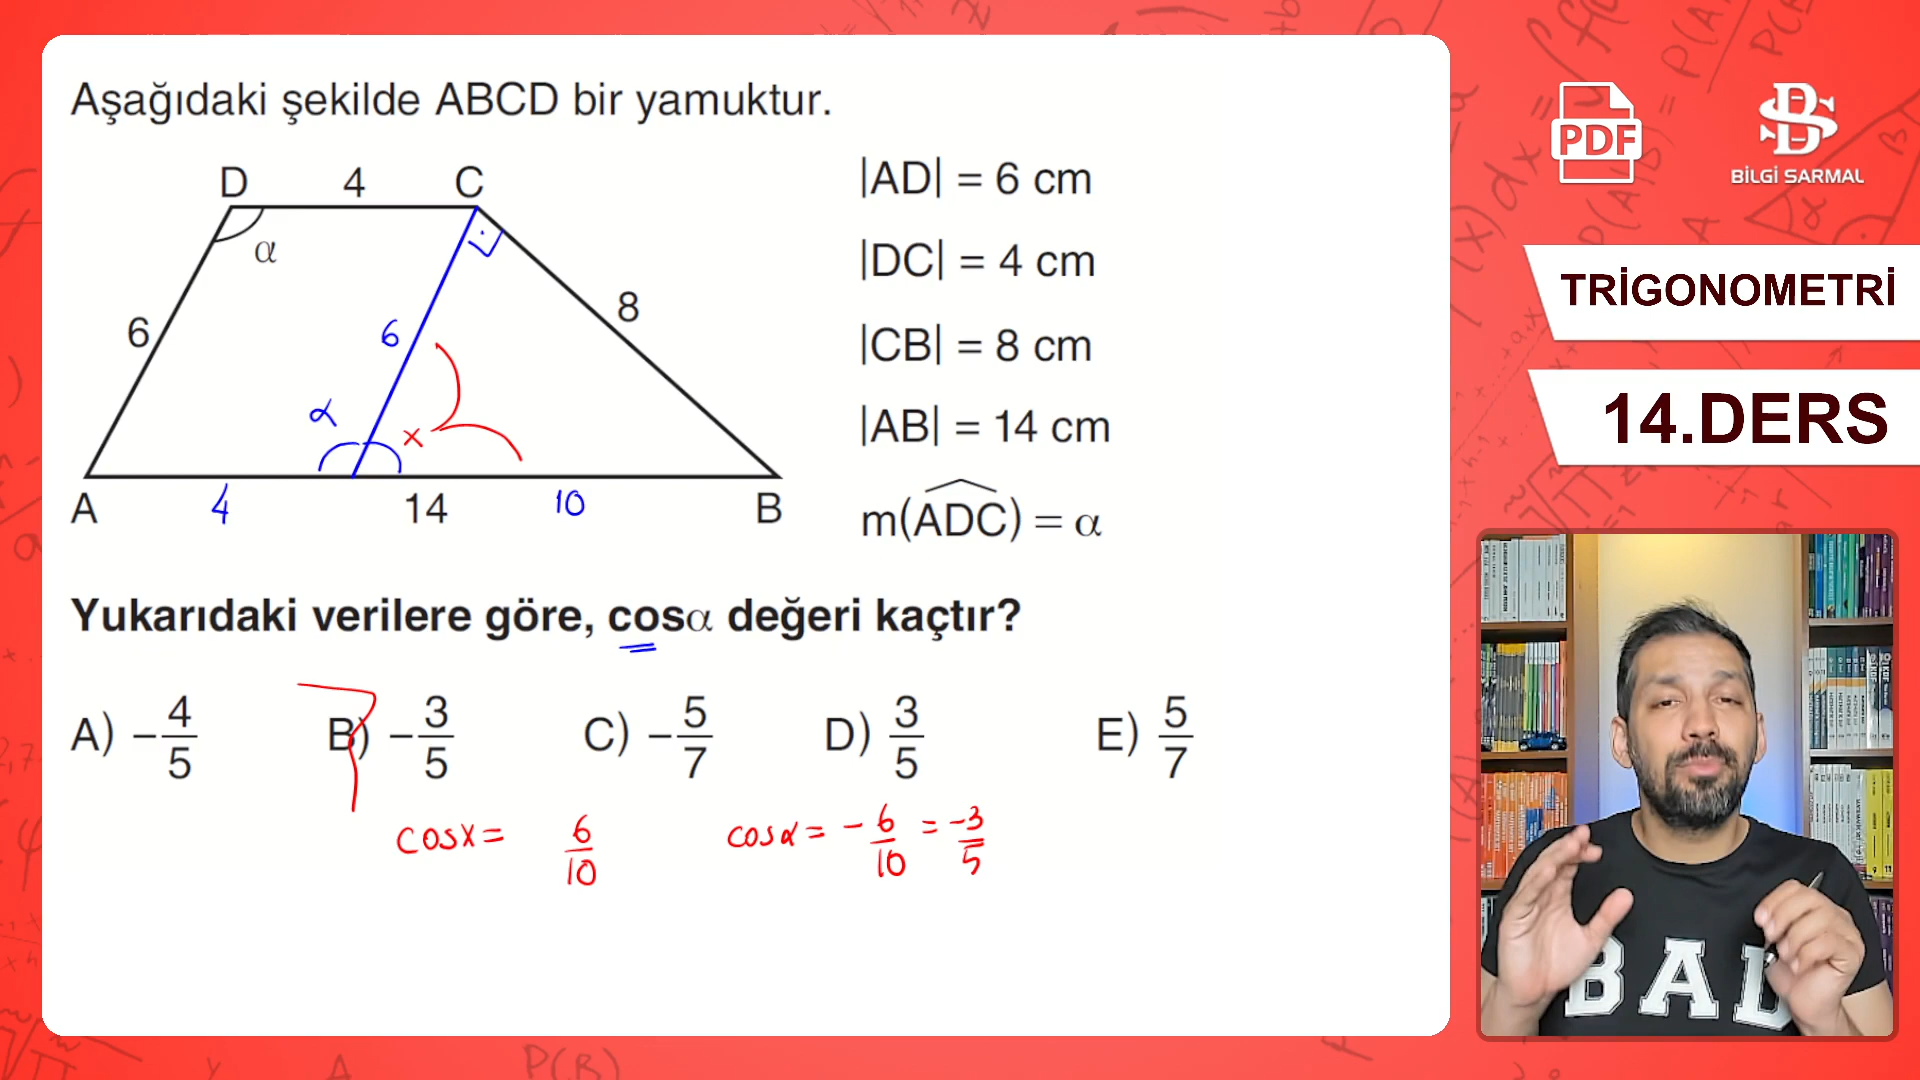 Aşağıdaki şekilde ABCD bir yamuktur.
D 4 C
α
6
6
8
α
x
A 4 14 10 B
|AD| = 6 cm
|DC| = 4 cm
|CB| = 8 cm
|AB| = 14 cm
m(ADC) = α
Yukarıdaki verilere göre, cosα değeri kaçtır?
A) -4/5 B) -3/5 C) -5/7 D) 3/5 E) 5/7
cosx = 6/10 cosα = -6/10 = -3/5
PDF
BİLGİ SARMAL
TRİGONOMETRİ
14.DERS
BAD